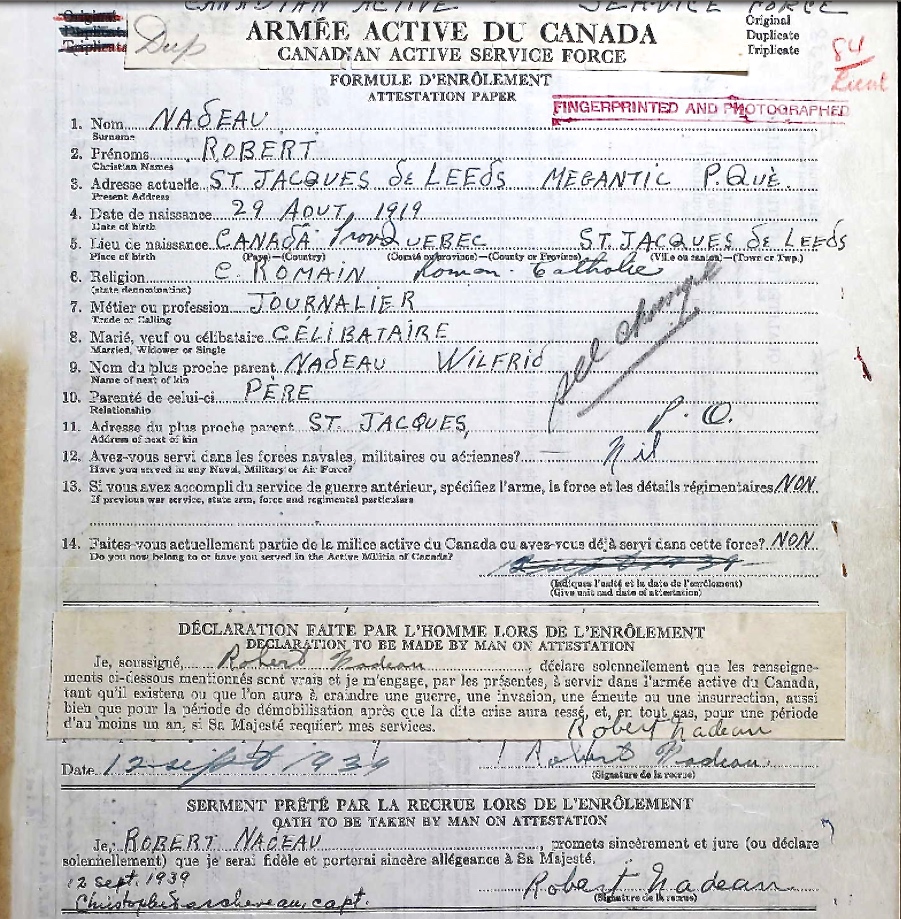 CANADIAN ACTIVE SERVICE FORCE
Original
Duplicate
Triplicate
Dup
ARMÉE ACTIVE DU CANADA
CANADIAN ACTIVE SERVICE FORCE
Original
Duplicate
Triplicate
84
FORMULE D'ENRÔLEMENT
ATTESTATION PAPER
FINGERPRINTED AND PHOTOGRAPHED
1. Nom NADEAU
Surname
2. Prénoms ROBERT
Christian Names
3. Adresse actuelle ST JACQUES de LEEdS MEGANTIC P.QUÈ.
Present Address
4. Date de naissance 29 AOUT 1919
Date of birth
5. Lieu de naissance CANADA Prov QUEBEC ST.JACQUES de LEEdS
Place of birth (Pays)—(Country) (Comté ou province)—(County or Province) (Ville ou canton)—(Town or Twp.)
6. Religion C. ROMAIN Roman Catholic
(state denomination)
7. Métier ou profession JOURNALIER
Trade or Calling
8. Marié, veuf ou célibataire CÉLIBATAIRE
Married, Widower or Single
9. Nom du plus proche parent NADEAU WILFRID
Name of next of kin
see change
10. Parenté de celui-ci PÈRE
Relationship
11. Adresse du plus proche parent ST. JACQUES, P. Q.
Address of next of kin
12. Avez-vous servi dans les forces navales, militaires ou aériennes? Nil
Have you served in any Naval, Military or Air Force?
13. Si vous avez accompli du service de guerre antérieur, spécifiez l'arme, la force et les détails régimentaires NON
If previous war service, state arm, force and regimental particulars
14. Faites-vous actuellement partie de la milice active du Canada ou avez-vous déjà servi dans cette force? NON
Do you now belong to or have you served in the Active Militia of Canada?
(Indiquez l'unité et la date de l'enrôlement)
(Give unit and date of attestation)
DÉCLARATION FAITE PAR L'HOMME LORS DE L'ENRÔLEMENT
DECLARATION TO BE MADE BY MAN ON ATTESTATION
Je, soussigné, Robert Nadeau, déclare solennellement que les renseigne-
ments ci-dessous mentionnés sont vrais et je m'engage, par les présentes, à servir dans l'armée active du Canada,
tant qu'il existera ou que l'on aura à craindre une guerre, une invasion, une émeute ou une insurrection, aussi
bien que pour la période de démobilisation après que la dite crise aura cessé, et, en tout cas, pour une période
d'au moins un an, si Sa Majesté requiert mes services.
Robert Nadeau
Date 12 sept 1939 Robert Nadeau
(Signature de la recrue)
SERMENT PRÊTÉ PAR LA RECRUE LORS DE L'ENRÔLEMENT
OATH TO BE TAKEN BY MAN ON ATTESTATION
Je, ROBERT NADEAU, promets sincèrement et jure (ou déclare
solennellement) que je serai fidèle et porterai sincère allégeance à Sa Majesté.
12 sept. 1939 Robert Nadeau
(Signature de la recrue)
capt.